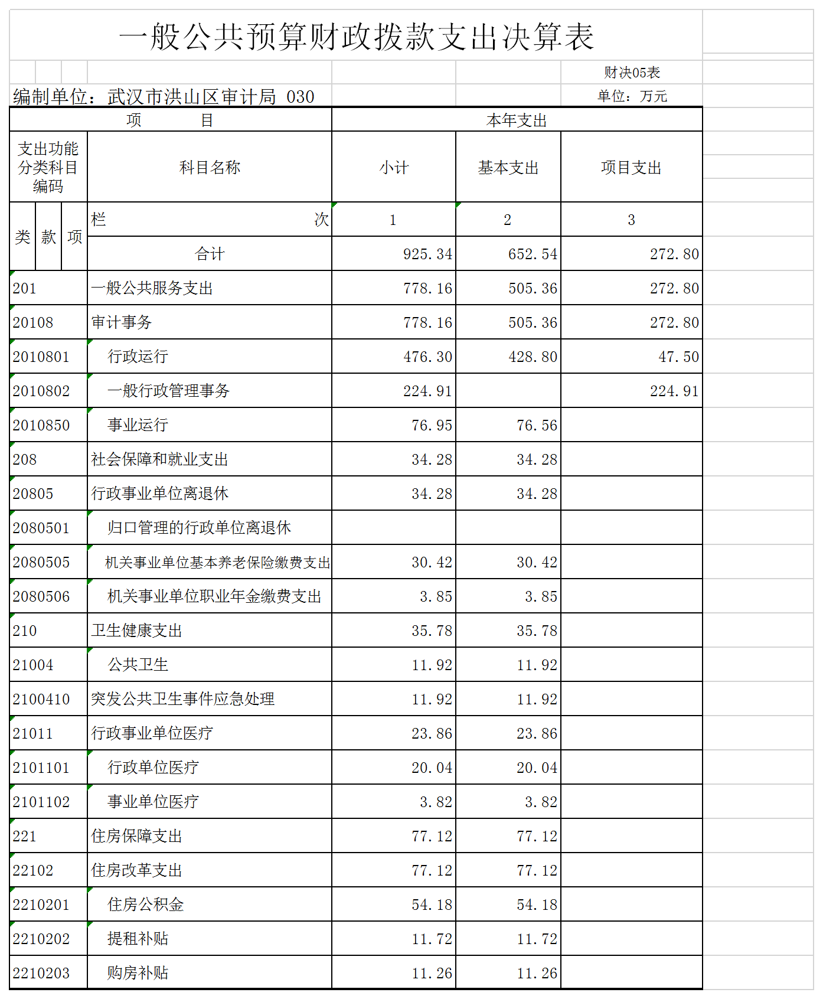 一般公共预算财政拨款支出决算表
财决05表
编制单位：武汉市洪山区审计局 030 单位：万元
项 目 本年支出
支出功能分类科目编码 科目名称 小计 基本支出 项目支出
类 款 项 栏 次 1 2 3
合计 925.34 652.54 272.80
201 一般公共服务支出 778.16 505.36 272.80
20108 审计事务 778.16 505.36 272.80
2010801 行政运行 476.30 428.80 47.50
2010802 一般行政管理事务 224.91 224.91
2010850 事业运行 76.95 76.56
208 社会保障和就业支出 34.28 34.28
20805 行政事业单位离退休 34.28 34.28
2080501 归口管理的行政单位离退休
2080505 机关事业单位基本养老保险缴费支出 30.42 30.42
2080506 机关事业单位职业年金缴费支出 3.85 3.85
210 卫生健康支出 35.78 35.78
21004 公共卫生 11.92 11.92
2100410 突发公共卫生事件应急处理 11.92 11.92
21011 行政事业单位医疗 23.86 23.86
2101101 行政单位医疗 20.04 20.04
2101102 事业单位医疗 3.82 3.82
221 住房保障支出 77.12 77.12
22102 住房改革支出 77.12 77.12
2210201 住房公积金 54.18 54.18
2210202 提租补贴 11.72 11.72
2210203 购房补贴 11.26 11.26